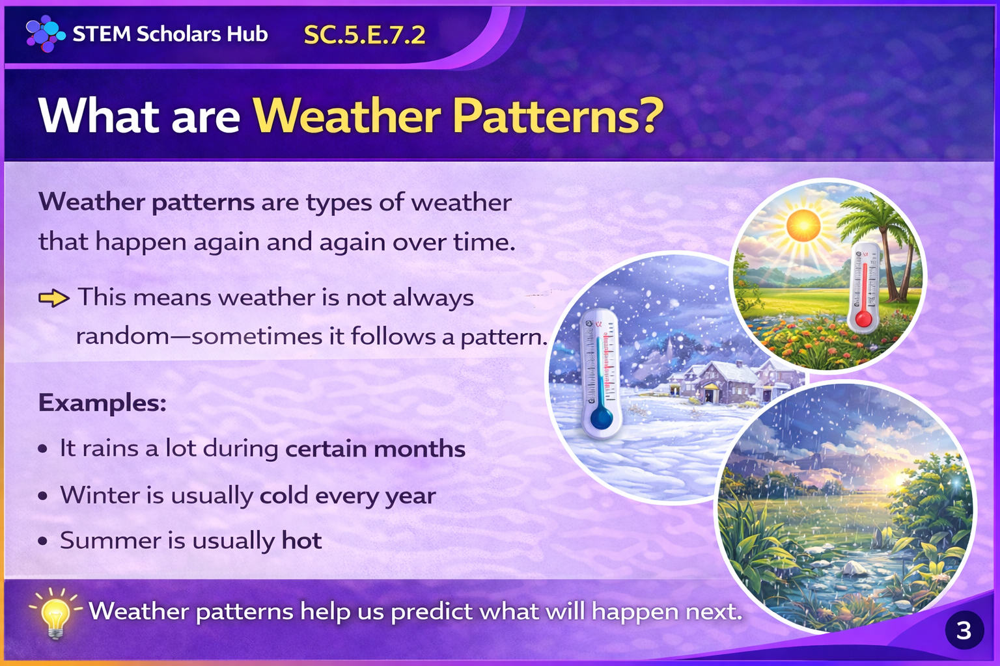 STEM Scholars Hub
SC.5.E.7.2
What are Weather Patterns?
Weather patterns are types of weather
that happen again and again over time.
This means weather is not always
random—sometimes it follows a pattern.
Examples:
• It rains a lot during certain months
• Winter is usually cold every year
• Summer is usually hot
Weather patterns help us predict what will happen next.
3